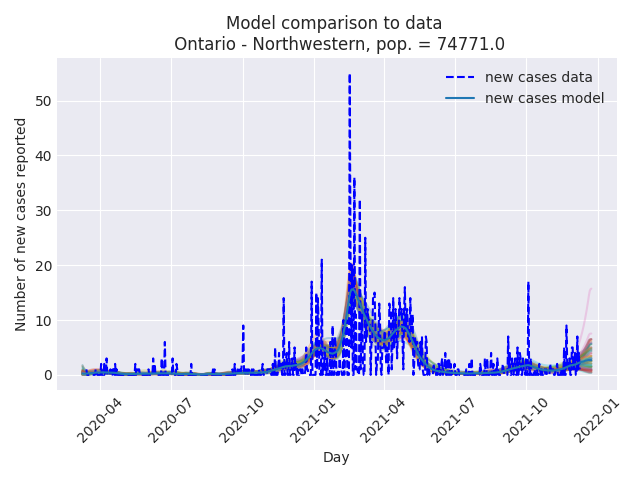 Model comparison to data
Ontario - Northwestern, pop. = 74771.0
new cases data
new cases model
Number of new cases reported
50
40
30
20
10
0
2020-04
2020-07
2020-10
2021-01
2021-04
2021-07
2021-10
2022-01
Day